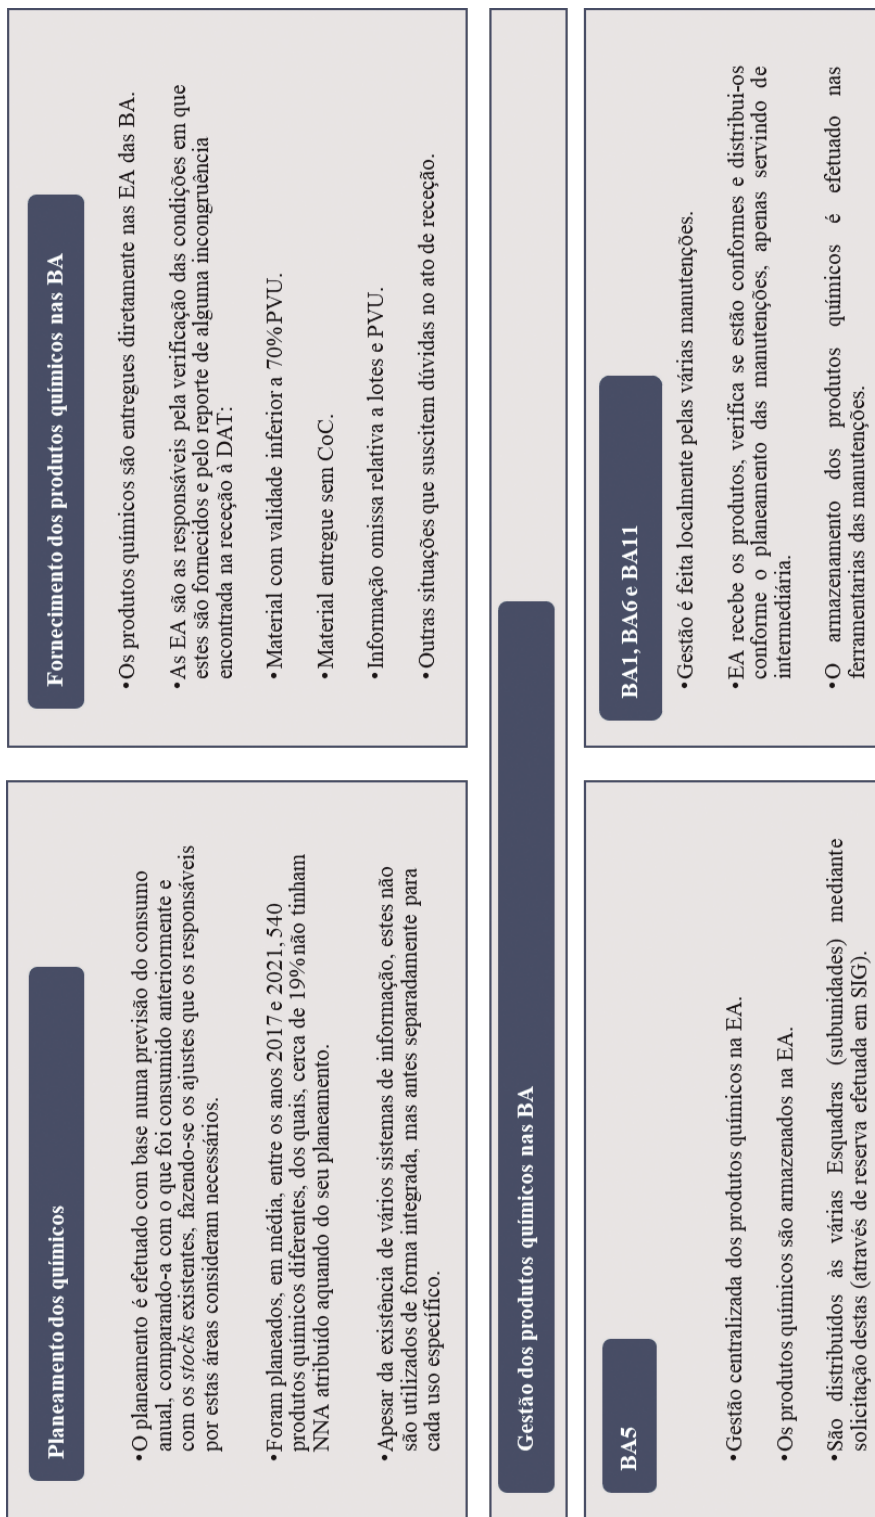 Planeamento dos químicos
•O planeamento é efetuado com base numa previsão do consumo
anual, comparando-a com o que foi consumido anteriormente e
com os stocks existentes, fazendo-se os ajustes que os responsáveis
por estas áreas consideram necessários.
•Foram planeados, em média, entre os anos 2017 e 2021, 540
produtos químicos diferentes, dos quais, cerca de 19% não tinham
NNA atribuído aquando do seu planeamento.
•Apesar da existência de vários sistemas de informação, estes não
são utilizados de forma integrada, mas antes separadamente para
cada uso específico.
Fornecimento dos produtos químicos nas BA
•Os produtos químicos são entregues diretamente nas EA das BA.
•As EA são as responsáveis pela verificação das condições em que
estes são fornecidos e pelo reporte de alguma incongruência
encontrada na receção à DAT:
•Material com validade inferior a 70% PVU.
•Material entregue sem CoC.
•Informação omissa relativa a lotes e PVU.
•Outras situações que suscitem dúvidas no ato de receção.
Gestão dos produtos químicos nas BA
BA5
•Gestão centralizada dos produtos químicos na EA.
•Os produtos químicos são armazenados na EA.
•São distribuídos às várias Esquadras (subunidades) mediante
solicitação destas (através de reserva efetuada em SIG).
BA1, BA6 e BA11
•Gestão é feita localmente pelas várias manutenções.
•EA recebe os produtos, verifica se estão conformes e distribui-os
conforme o planeamento das manutenções, apenas servindo de
intermediária.
•O armazenamento dos produtos químicos é efetuado nas
ferramentarias das manutenções.